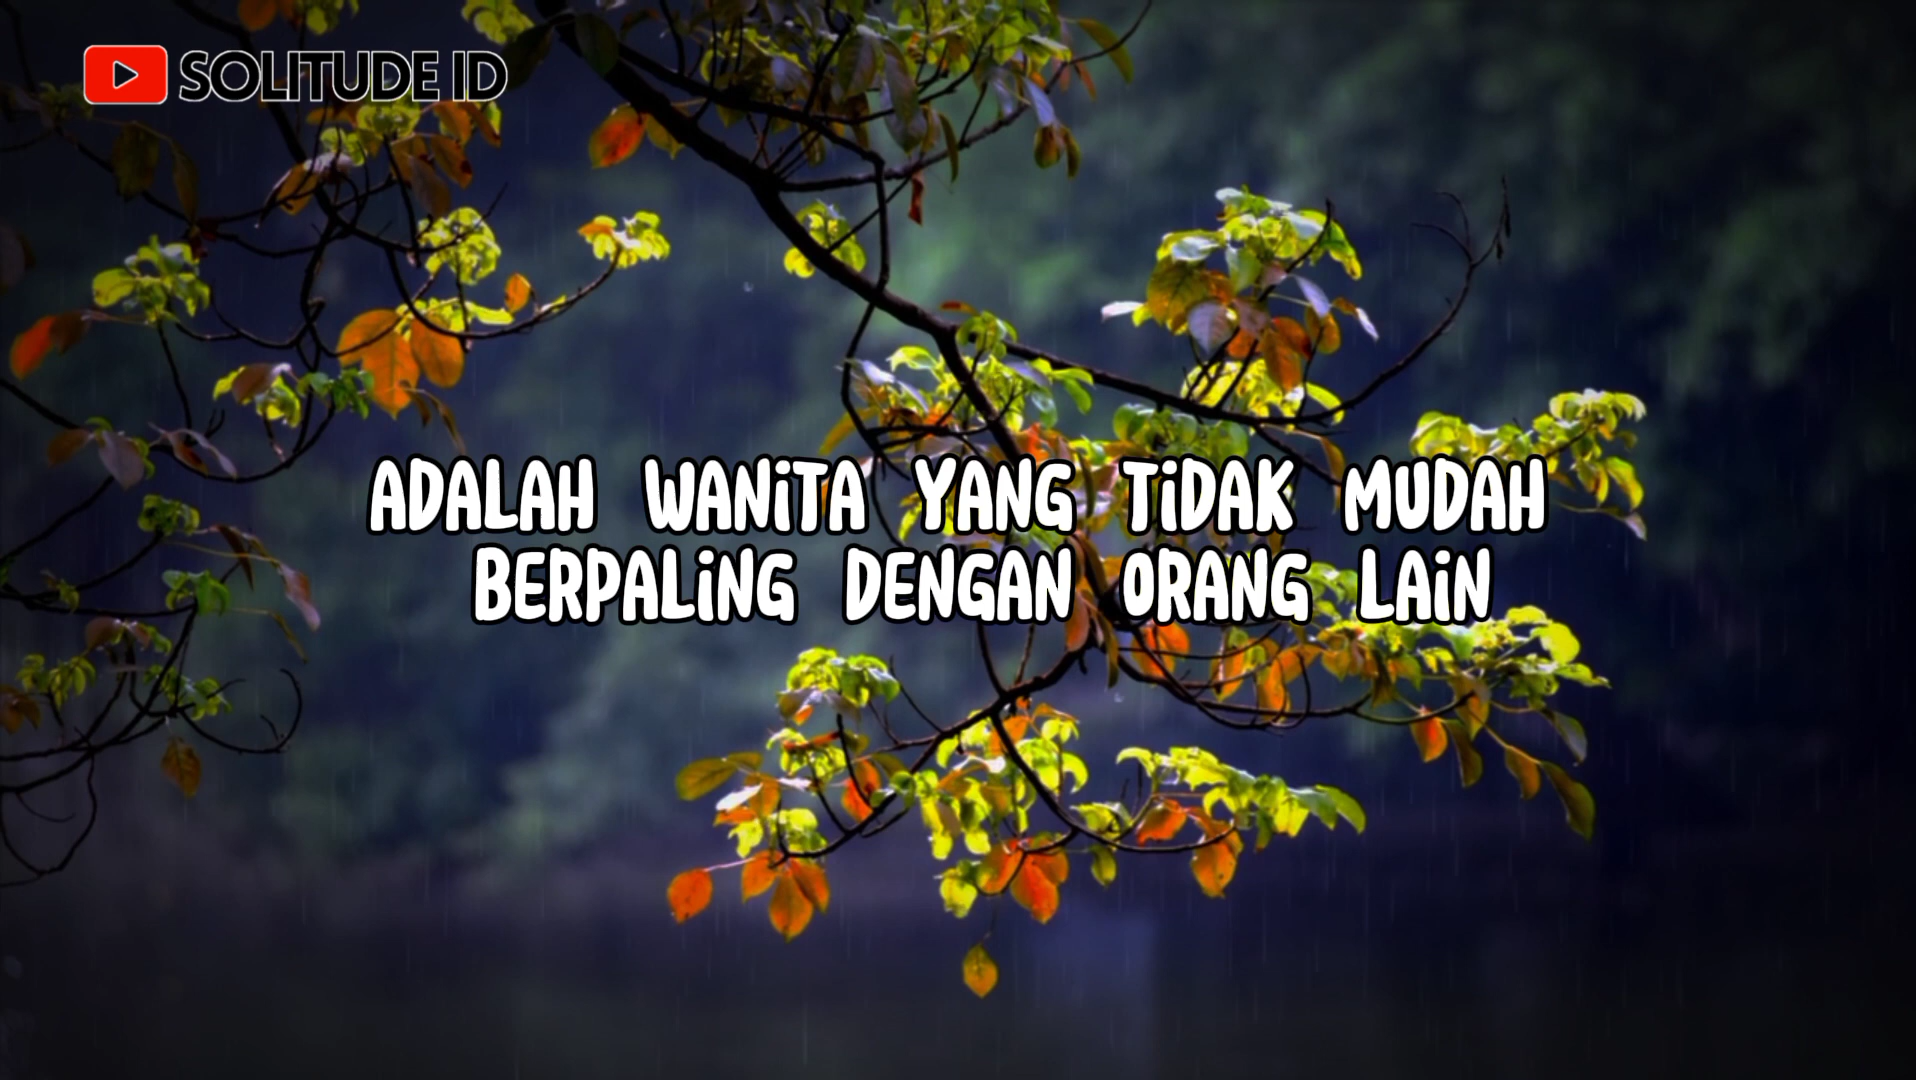 SOLITUDE ID
ADALAH WANITA YANG TIDAK MUDAH
BERPALING DENGAN ORANG LAIN